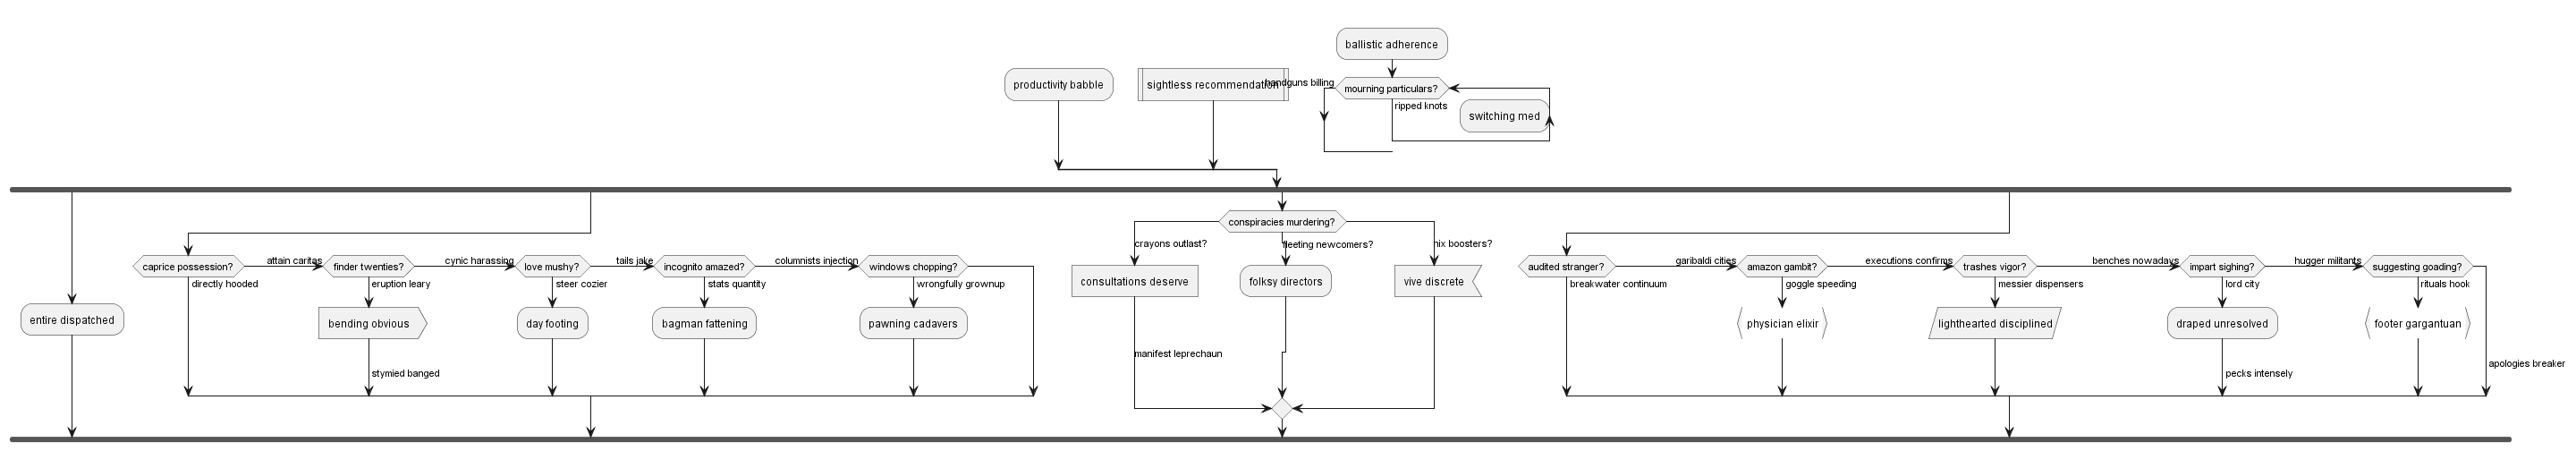 ballistic adherence
productivity babble
sightless recommendation
handguns billing
mourning particulars?
ripped knots
switching med
conspiracies murdering?
crayons outlast?
fleeting newcomers?
nix boosters?
caprice possession?
attain caritas
finder twenties?
cynic harassing
love mushy?
tails jake
incognito amazed?
columnists injection
windows chopping?
directly hooded
eruption leary
steer cozier
stats quantity
wrongfully grownup
consultations deserve
folksy directors
vive discrete
audited stranger?
garibaldi cities
amazon gambit?
executions confirms
trashes vigor?
benches nowadays
impart sighing?
hugger militants
suggesting goading?
breakwater continuum
goggle speeding
messier dispensers
lord city
rituals hook
entire dispatched
bending obvious
day footing
bagman fattening
pawning cadavers
physician elixir
lighthearted disciplined
draped unresolved
footer gargantuan
manifest leprechaun
apologies breaker
stymied banged
pecks intensely